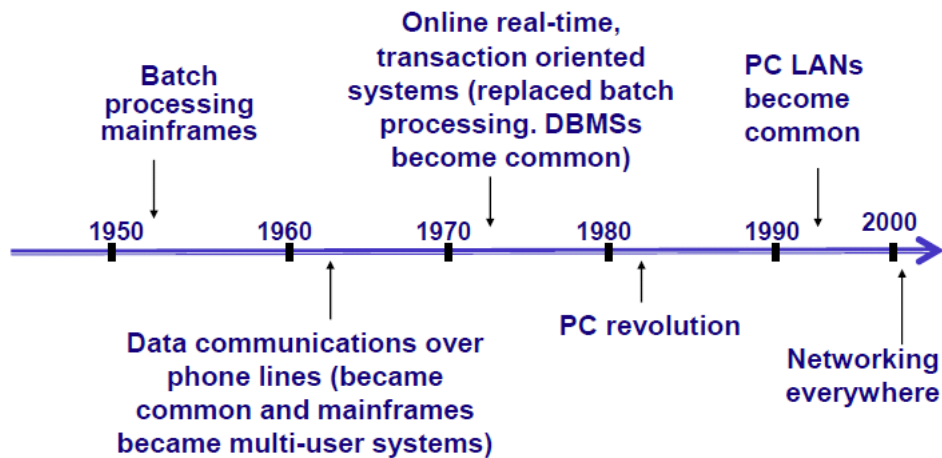 Batch
processing
mainframes
Online real-time,
transaction oriented
systems (replaced batch
processing. DBMSs
become common)
PC LANs
become
common
1950
1960
1970
1980
1990
2000
Data communications over
phone lines (became
common and mainframes
became multi-user systems)
PC revolution
Networking
everywhere